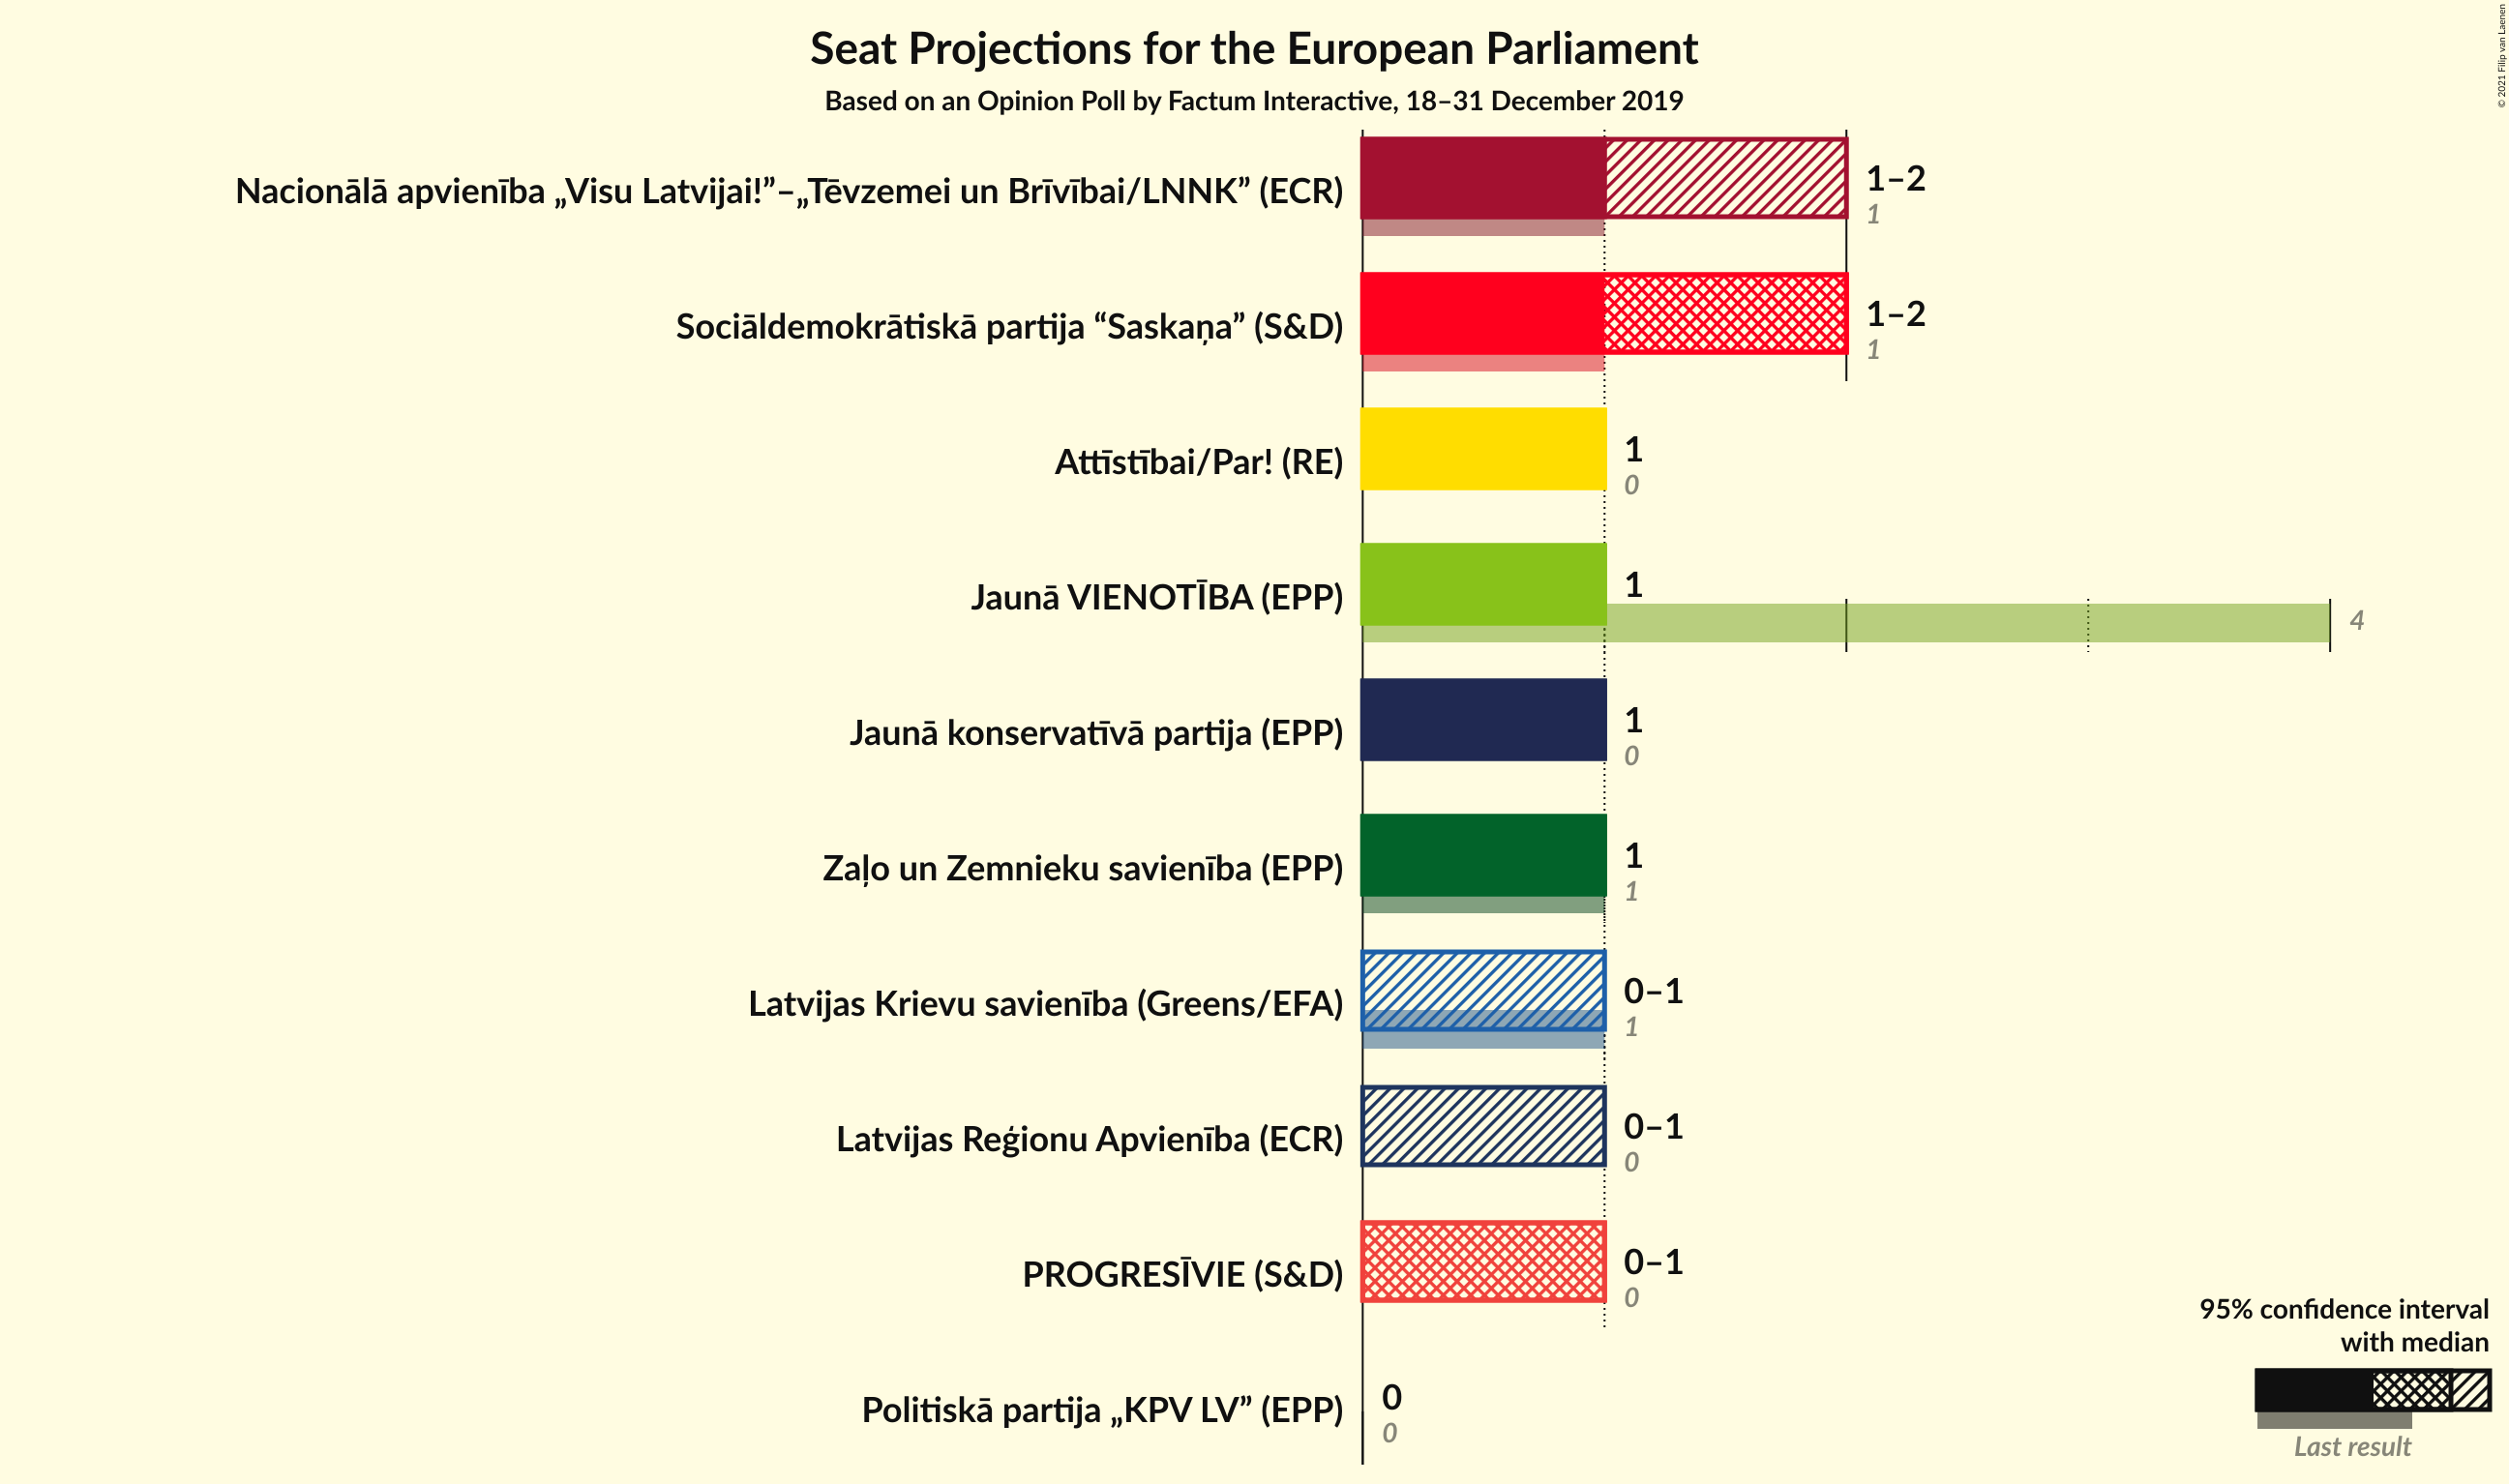 Seat Projections for the European Parliament
Based on an Opinion Poll by Factum Interactive, 18–31 December 2019
© 2021 Filip van Laenen
Nacionālā apvienība „Visu Latvijai!”–„Tēvzemei un Brīvībai/LNNK” (ECR)
1–2
1
Sociāldemokrātiskā partija “Saskaņa” (S&D)
1–2
1
Attīstībai/Par! (RE)
1
0
Jaunā VIENOTĪBA (EPP)
1
4
Jaunā konservatīvā partija (EPP)
1
0
Zaļo un Zemnieku savienība (EPP)
1
1
Latvijas Krievu savienība (Greens/EFA)
0–1
1
Latvijas Reģionu Apvienība (ECR)
0–1
0
PROGRESĪVIE (S&D)
0–1
0
Politiskā partija „KPV LV” (EPP)
0
0
95% confidence interval
with median
Last result